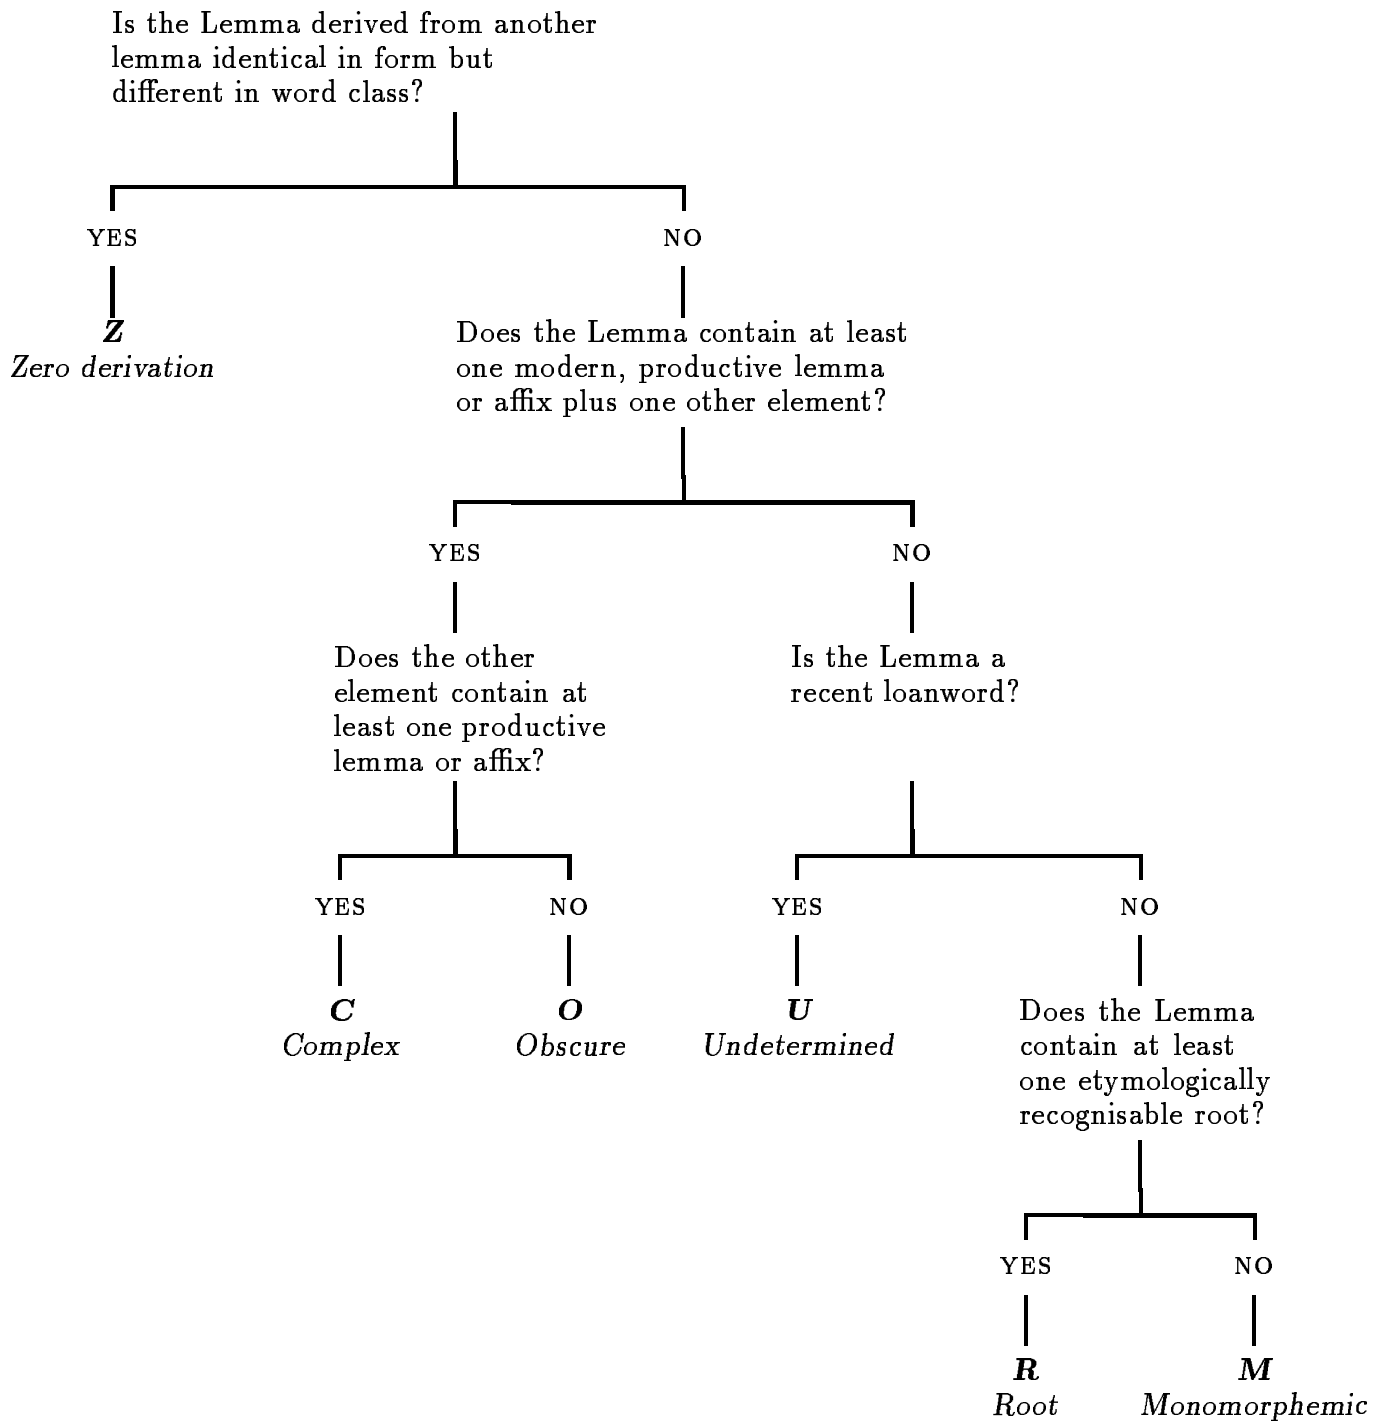 Is the Lemma derived from another
lemma identical in form but
different in word class?
YES
NO
Z
Zero derivation
Does the Lemma contain at least
one modern, productive lemma
or affix plus one other element?
YES
NO
Does the other
element contain at
least one productive
lemma or affix?
Is the Lemma a
recent loanword?
YES
NO
YES
NO
C
Complex
O
Obscure
U
Undetermined
Does the Lemma
contain at least
one etymologically
recognisable root?
YES
NO
R
Root
M
Monomorphemic